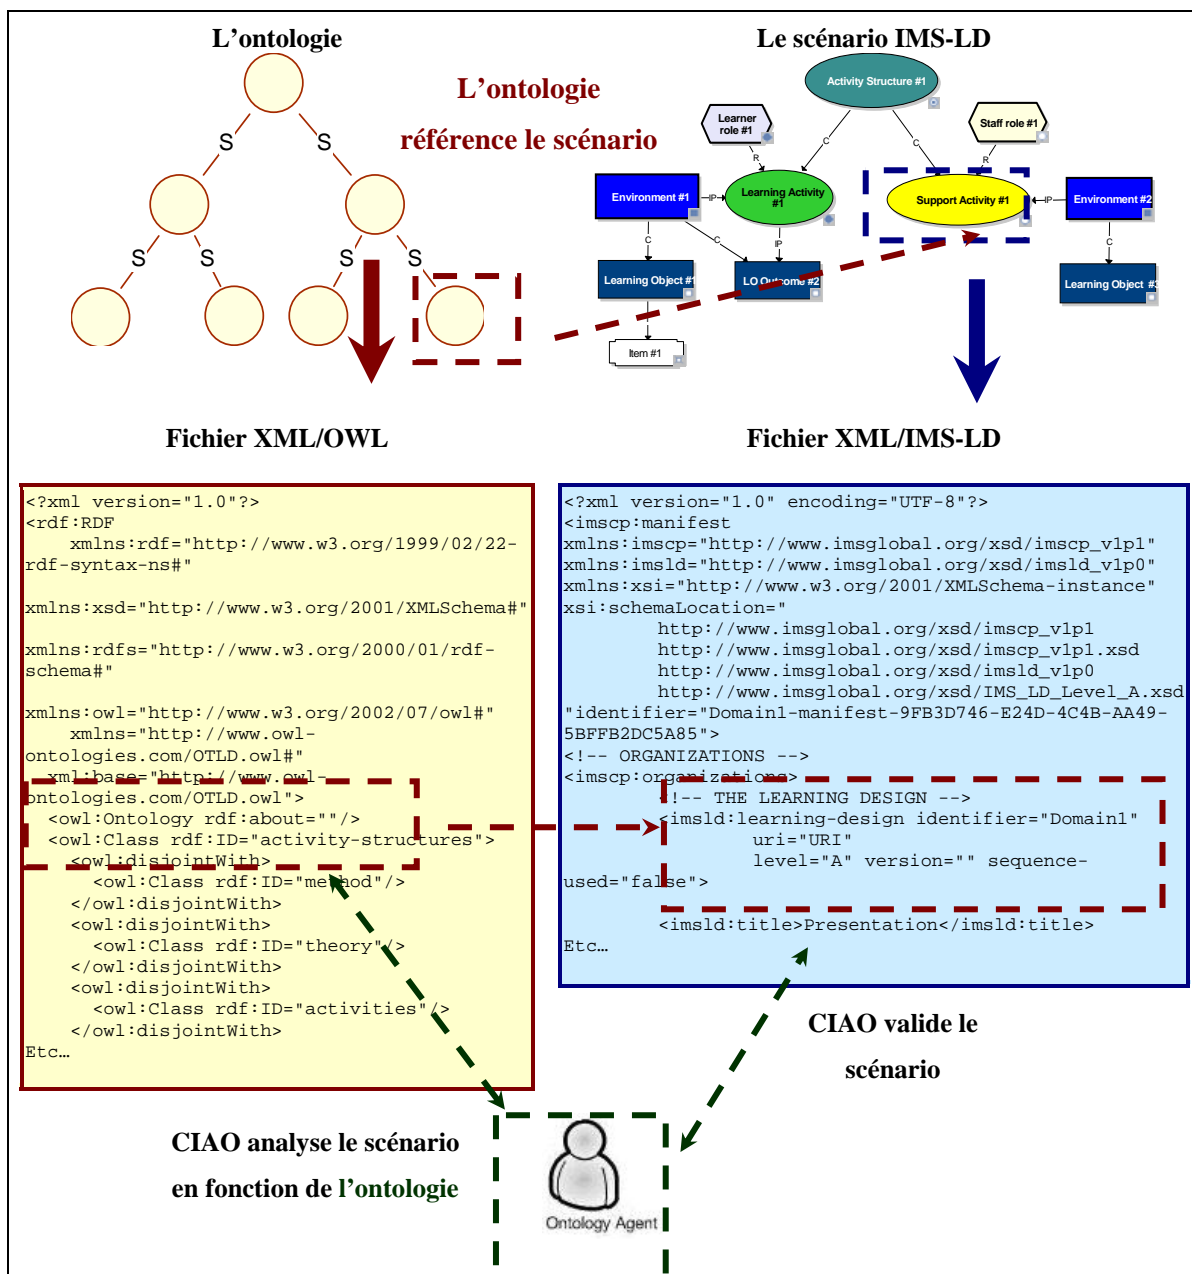 L'ontologie
Le scénario IMS-LD
L'ontologie
référence le scénario
S
S
S
S
S
S
Activity Structure #1
Learner
role #1
Staff role #1
R
C
C
R
Environment #1
IP
Learning Activity
#1
Support Activity #1
IP
Environment #2
C
C
IP
C
Learning Object #1
LO Outcome #2
Learning Object #3
Item #1
Fichier XML/OWL
Fichier XML/IMS-LD
<?xml version="1.0"?>
<rdf:RDF
xmlns:rdf="http://www.w3.org/1999/02/22-
rdf-syntax-ns#"
xmlns:xsd="http://www.w3.org/2001/XMLSchema#"
xmlns:rdfs="http://www.w3.org/2000/01/rdf-
schema#"
xmlns:owl="http://www.w3.org/2002/07/owl#"
xmlns="http://www.owl-
ontologies.com/OTLD.owl#"
xml:base="http://www.owl-
ontologies.com/OTLD.owl">
<owl:Ontology rdf:about=""/>
<owl:Class rdf:ID="activity-structures">
<owl:disjointWith>
<owl:Class rdf:ID="method"/>
</owl:disjointWith>
<owl:disjointWith>
<owl:Class rdf:ID="theory"/>
</owl:disjointWith>
<owl:disjointWith>
<owl:Class rdf:ID="activities"/>
</owl:disjointWith>
Etc…
<?xml version="1.0" encoding="UTF-8"?>
<imscp:manifest
xmlns:imscp="http://www.imsglobal.org/xsd/imscp_v1p1"
xmlns:imsld="http://www.imsglobal.org/xsd/imsld_v1p0"
xmlns:xsi="http://www.w3.org/2001/XMLSchema-instance"
xsi:schemaLocation="
http://www.imsglobal.org/xsd/imscp_v1p1
http://www.imsglobal.org/xsd/imscp_v1p1.xsd
http://www.imsglobal.org/xsd/imsld_v1p0
http://www.imsglobal.org/xsd/IMS_LD_Level_A.xsd
"identifier="Domain1-manifest-9FB3D746-E24D-4C4B-AA49-
5BFFB2DC5A85">
<!-- ORGANIZATIONS -->
<imscp:organizations>
<!-- THE LEARNING DESIGN -->
<imsld:learning-design identifier="Domain1"
uri="URI"
level="A" version="" sequence-
used="false">
<imsld:title>Presentation</imsld:title>
Etc…
CIAO valide le
scénario
CIAO analyse le scénario
en fonction de l'ontologie
Ontology Agent